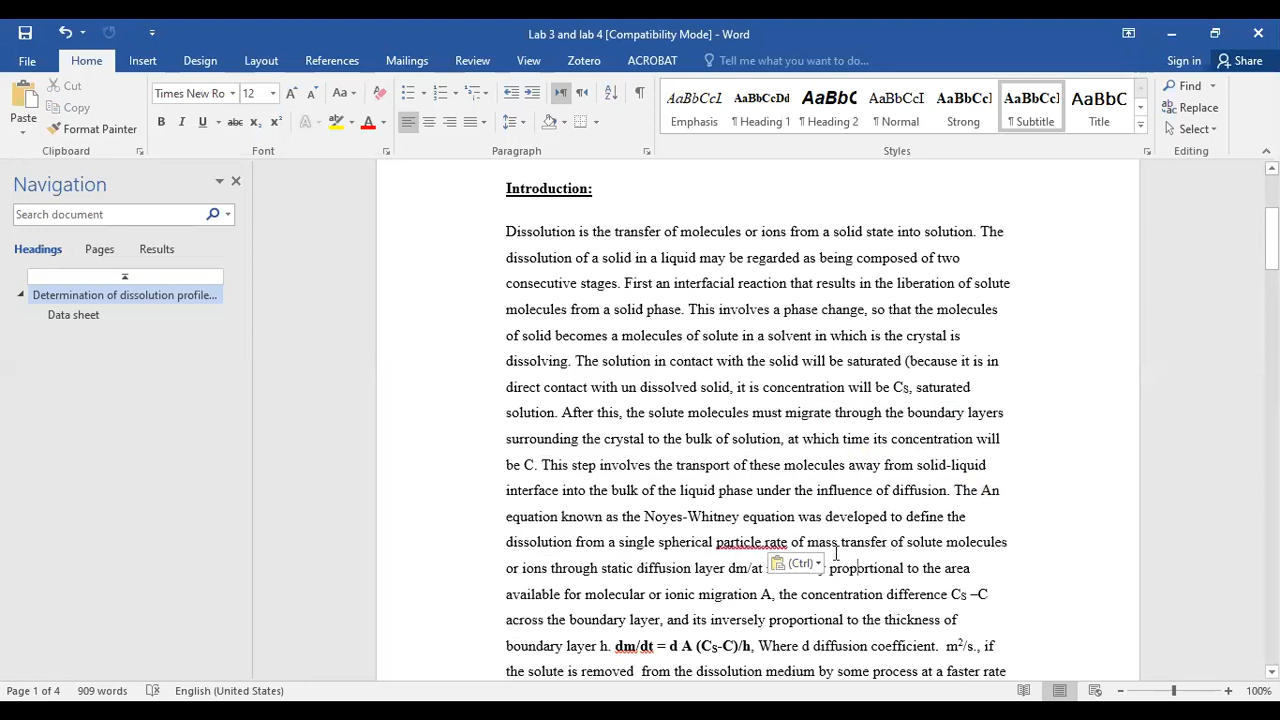 Lab 3 and lab 4 [Compatibility Mode] - Word
File Home Insert Design Layout References Mailings Review View Zotero ACROBAT Tell me what you want to do... Sign in Share
Paste
Cut
Copy
Format Painter
Clipboard
Times New Ro 12
Font
Paragraph
AaBbCcL AaBbCcDd AaBbC AaBbCcI AaBbCcI AaBbCcl AaBbC
Emphasis ¶ Heading 1 ¶ Heading 2 ¶ Normal Strong ¶ Subtitle Title
Styles
Find
Replace
Select
Editing
Navigation
Search document
Headings Pages Results
Determination of dissolution profile...
Data sheet
Introduction:
Dissolution is the transfer of molecules or ions from a solid state into solution. The
dissolution of a solid in a liquid may be regarded as being composed of two
consecutive stages. First an interfacial reaction that results in the liberation of solute
molecules from a solid phase. This involves a phase change, so that the molecules
of solid becomes a molecules of solute in a solvent in which is the crystal is
dissolving. The solution in contact with the solid will be saturated (because it is in
direct contact with un dissolved solid, it is concentration will be CS, saturated
solution. After this, the solute molecules must migrate through the boundary layers
surrounding the crystal to the bulk of solution, at which time its concentration will
be C. This step involves the transport of these molecules away from solid-liquid
interface into the bulk of the liquid phase under the influence of diffusion. The An
equation known as the Noyes-Whitney equation was developed to define the
dissolution from a single spherical particle.rate of mass transfer of solute molecules
or ions through static diffusion layer dm/at proportional to the area
(Ctrl)
available for molecular or ionic migration A, the concentration difference CS –C
across the boundary layer, and its inversely proportional to the thickness of
boundary layer h. dm/dt = d A (CS-C)/h, Where d diffusion coefficient. m2/s., if
the solute is removed from the dissolution medium by some process at a faster rate
Page 1 of 4 909 words English (United States) 100%